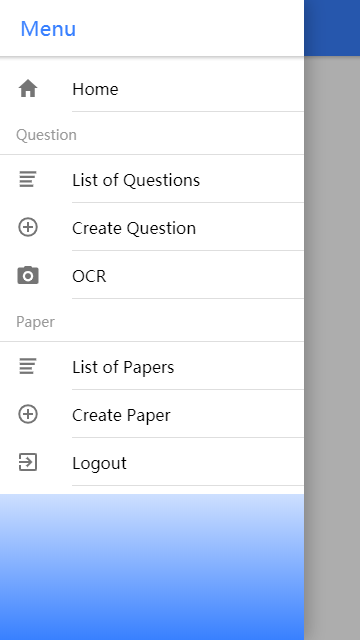 Menu
Home
Question
List of Questions
Create Question
OCR
Paper
List of Papers
Create Paper
Logout